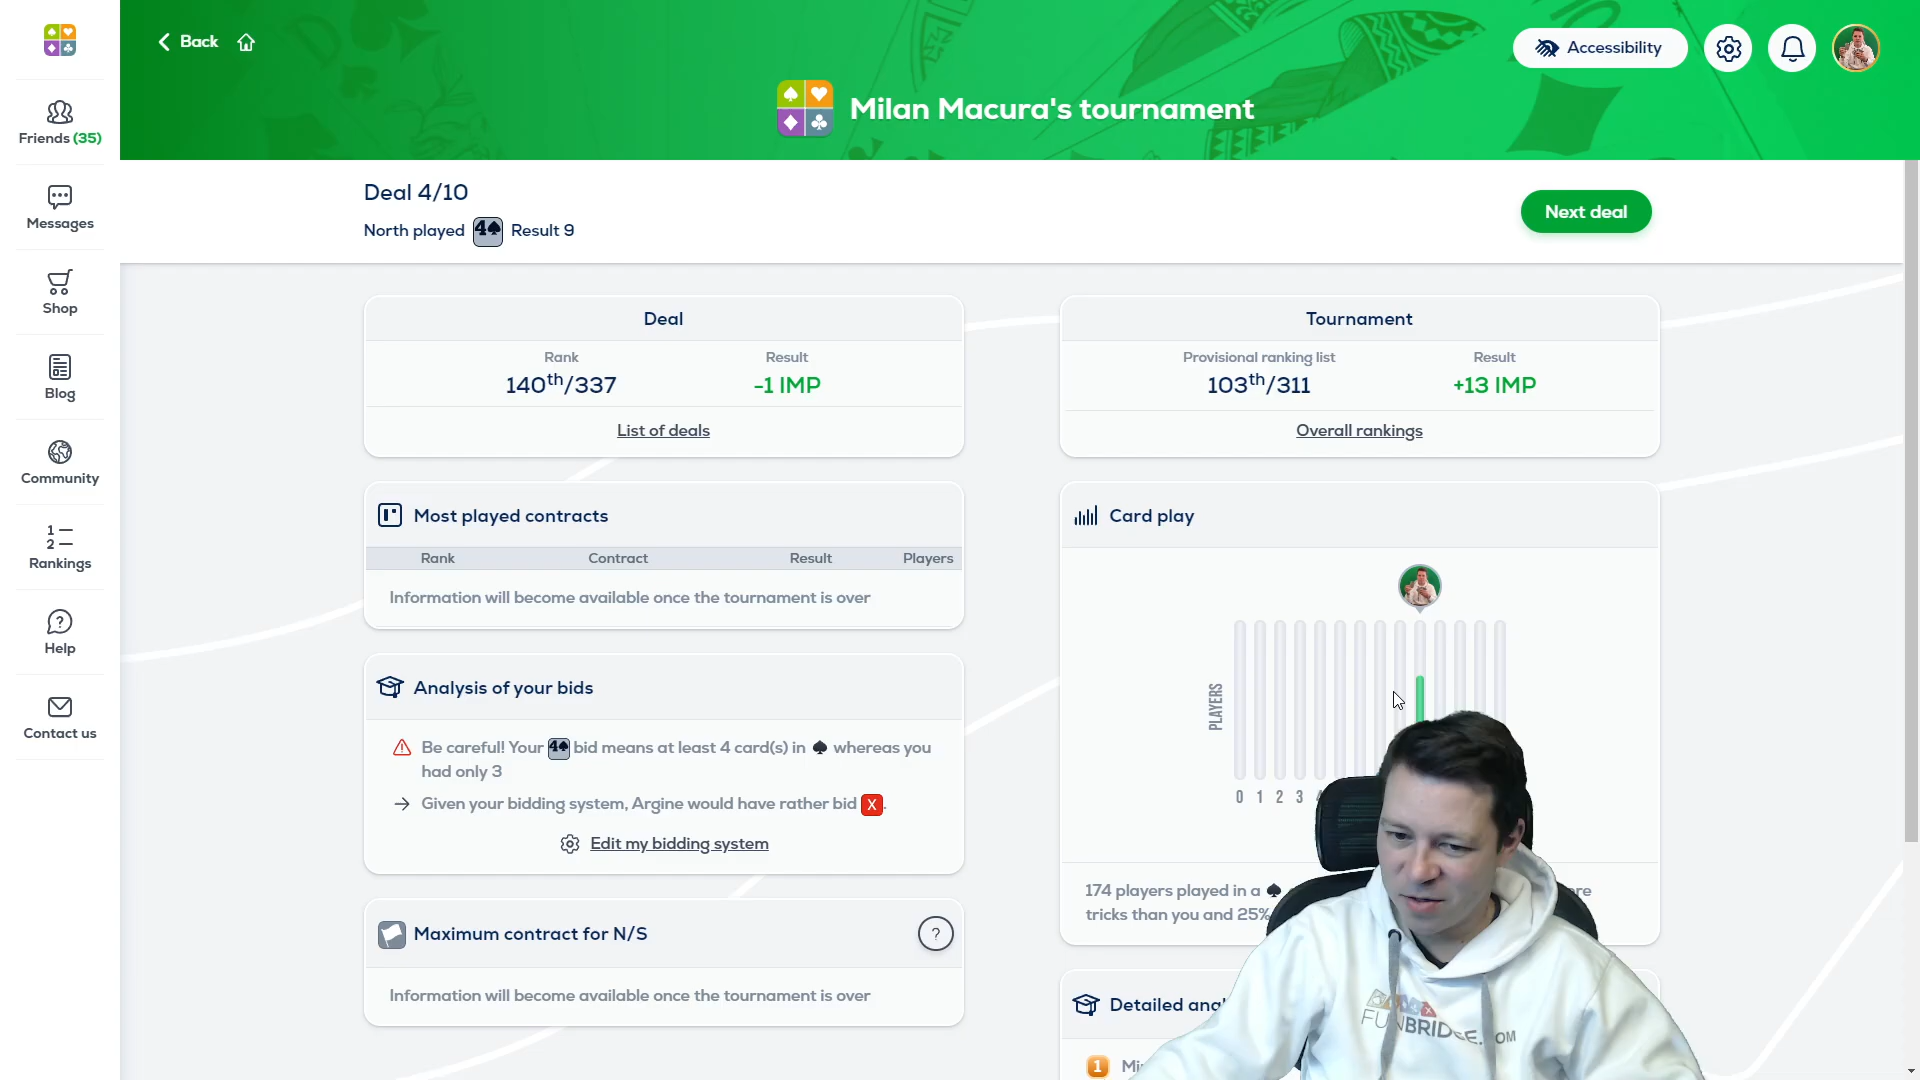 Back
Accessibility
Milan Macura's tournament
Friends (35)
Messages
Shop
Blog
Community
1
2
Rankings
Help
Contact us
Deal 4/10
North played 4♠ Result 9
Next deal
Deal
Rank Result
140th/337 -1 IMP
List of deals
Tournament
Provisional ranking list Result
103th/311 +13 IMP
Overall rankings
Most played contracts
Rank Contract Result Players
Information will become available once the tournament is over
Analysis of your bids
Be careful! Your 4♠ bid means at least 4 card(s) in ♠ whereas you
had only 3
Given your bidding system, Argine would have rather bid X.
Edit my bidding system
Maximum contract for N/S ?
Information will become available once the tournament is over
Card play
PLAYERS
0 1 2 3
174 players played in a ♠
tricks than you and 25%
Detailed
1
FUNBRIDGE.COM